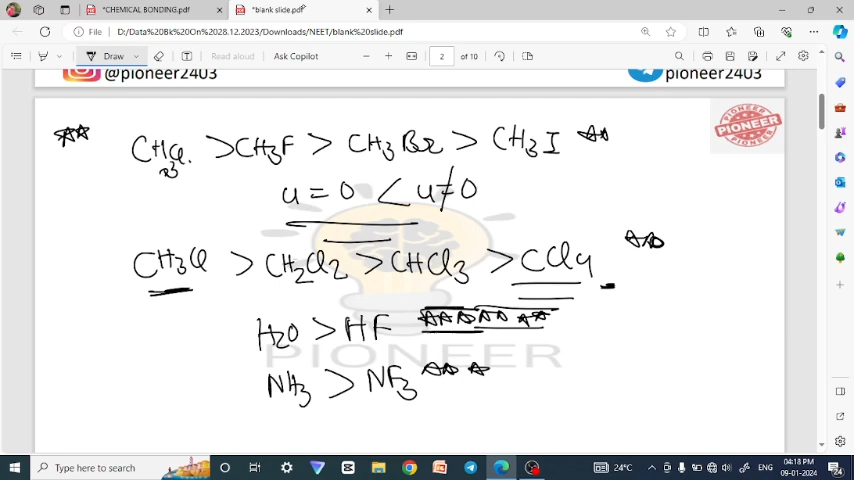 *CHEMICAL BONDING.pdf
*blank slide.pdf
File D:/Data%20Bk%20On%2028.12.2023/Downloads/NEET/blank%20slide.pdf
Draw Read aloud Ask Copilot 2 of 10
@pioneer2403 pioneer2403
CH3Cl > CH3F > CH3Br > CH3I
PIONEER
u = 0 < u ≠ 0
CH3Cl > CH2Cl2 > CHCl3 > CCl4
H2O > HF
PIONEER
NH3 > NF3
Type here to search 24°C ENG 04:18 PM 09-01-2024 24